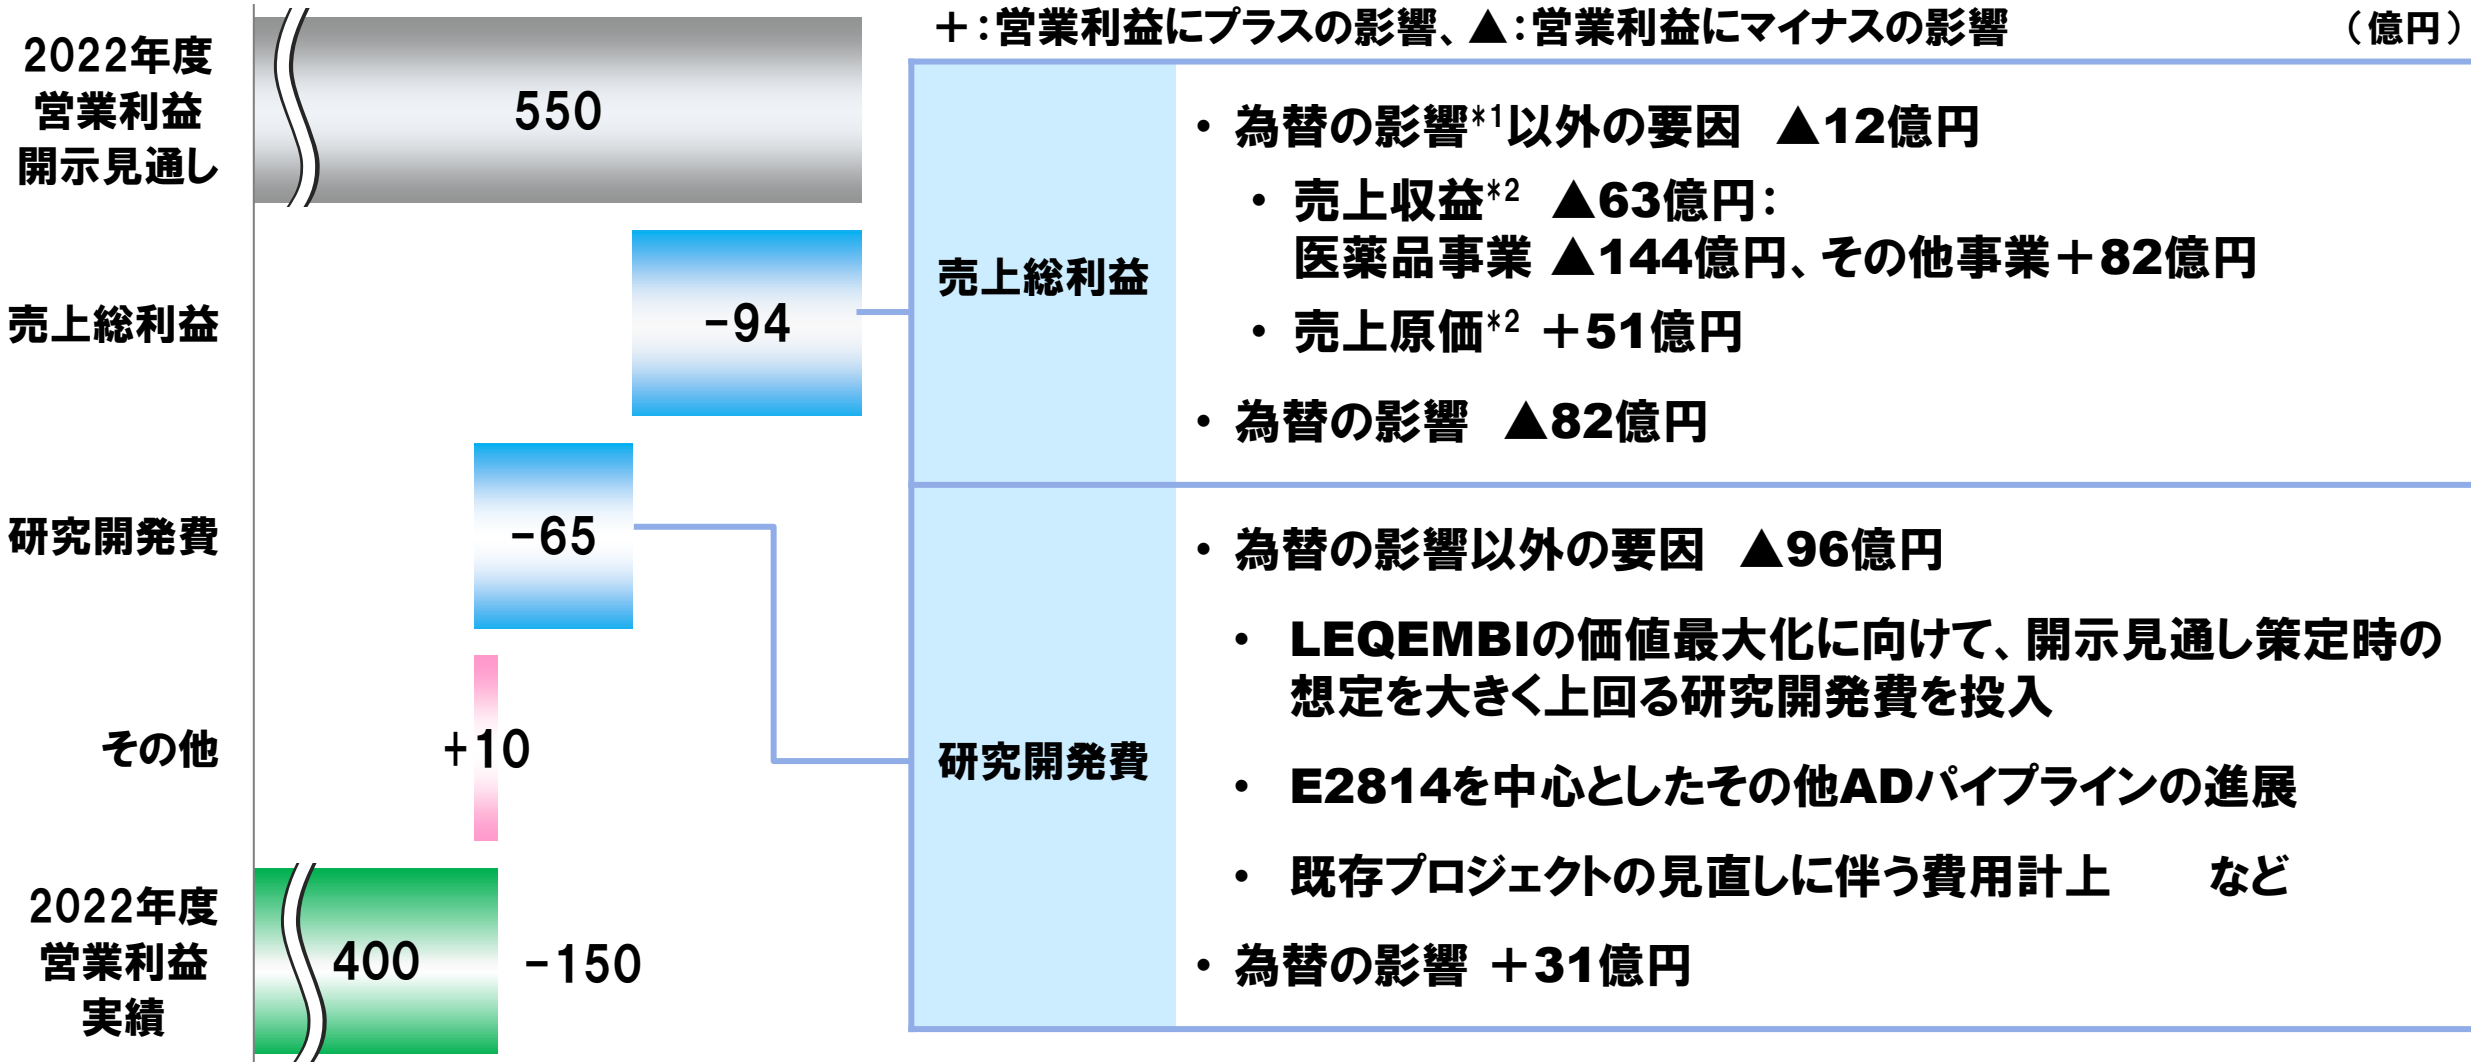 ＋：営業利益にプラスの影響、▲：営業利益にマイナスの影響
（億円）
2022年度
営業利益
開示見通し
550
売上総利益
-94
研究開発費
-65
その他
+10
2022年度
営業利益
実績
400
-150
売上総利益
・為替の影響*1以外の要因 ▲12億円
・売上収益*2 ▲63億円：
医薬品事業 ▲144億円、その他事業＋82億円
・売上原価*2 ＋51億円
・為替の影響 ▲82億円
研究開発費
・為替の影響以外の要因 ▲96億円
・LEQEMBIの価値最大化に向けて、開示見通し策定時の
想定を大きく上回る研究開発費を投入
・E2814を中心としたその他ADパイプラインの進展
・既存プロジェクトの見直しに伴う費用計上 など
・為替の影響 ＋31億円